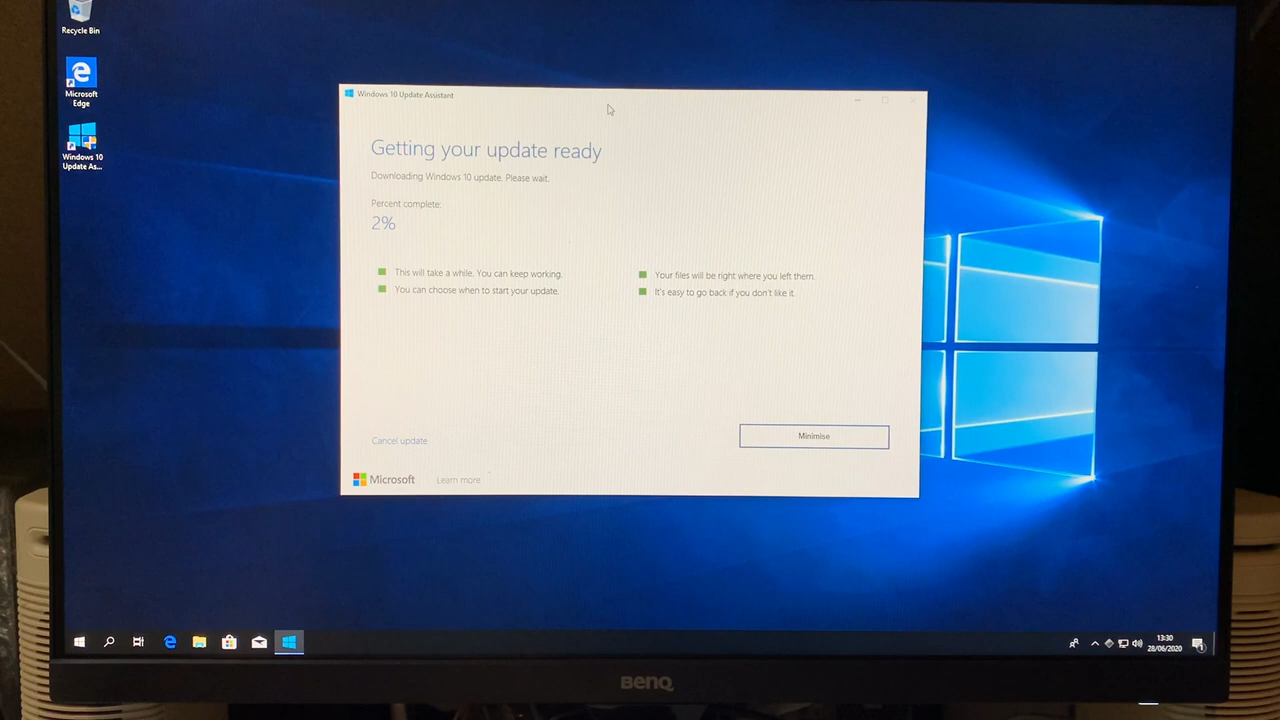 Recycle Bin
Microsoft
Edge
Windows 10
Update As...
Windows 10 Update Assistant
Getting your update ready
Downloading Windows 10 update. Please wait.
Percent complete:
2%
This will take a while. You can keep working.
You can choose when to start your update.
Your files will be right where you left them.
It's easy to go back if you don't like it.
Cancel update
Minimise
Microsoft
Learn more
13:30
28/06/2020
1
BenQ